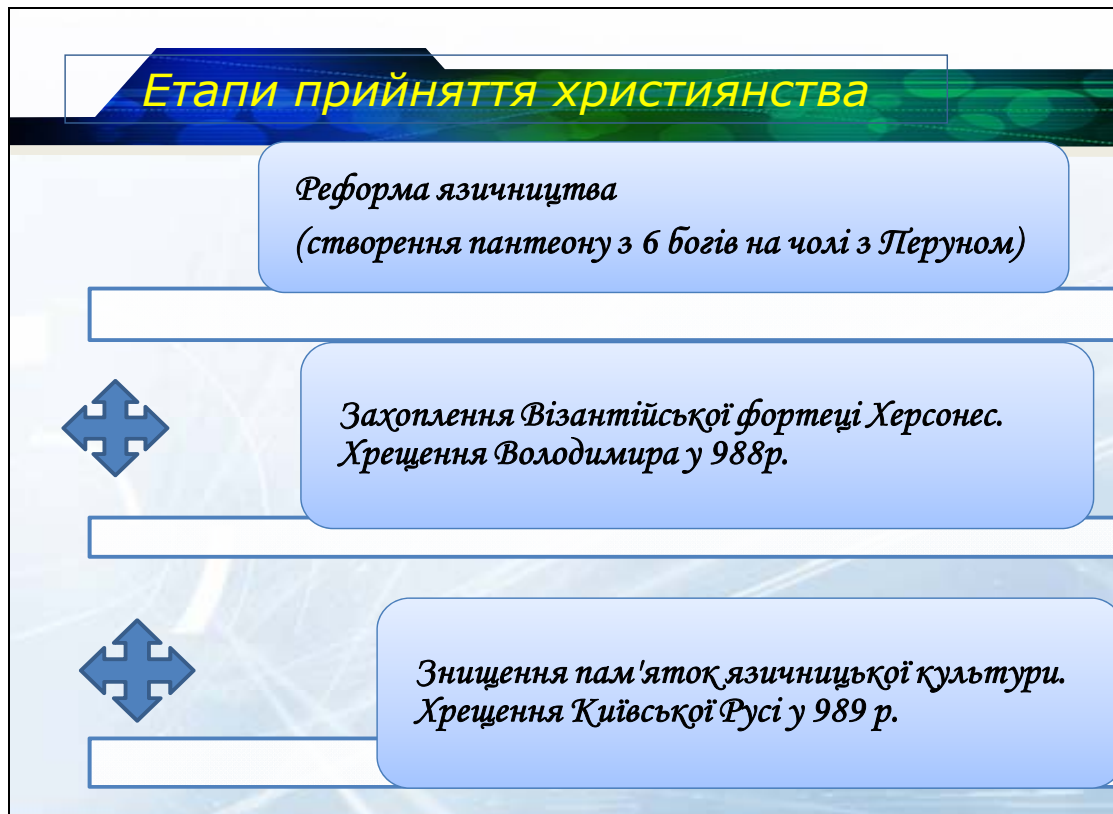 Етапи прийняття християнства
Реформа язичництва
(створення пантеону з 6 богів на чолі з Перуном)
Захоплення Візантійської фортеці Херсонес.
Хрещення Володимира у 988р.
Знищення пам'яток язичницької культури.
Хрещення Київської Русі у 989 р.